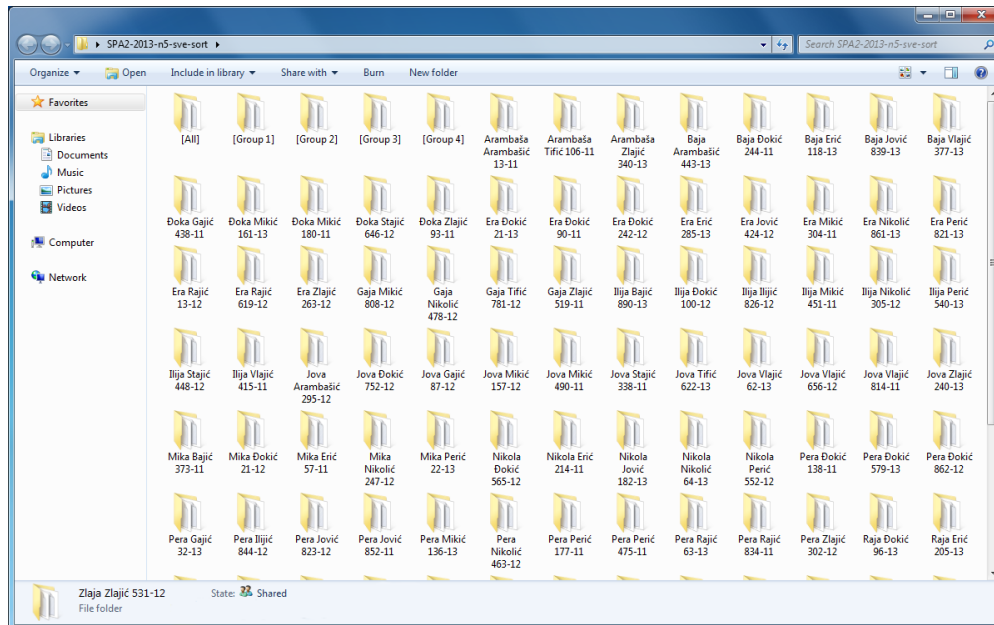 SPA2-2013-n5-sve-sort
Search SPA2-2013-n5-sve-sort
Organize Open Include in library Share with Burn New folder
Favorites
Libraries
Documents
Music
Pictures
Videos
Computer
Network
[All] [Group 1] [Group 2] [Group 3] [Group 4] Arambaša Arambaša Arambaša Baja Baja Đokić Baja Erić Baja Jović Baja Vlajić
Arambašić Tifić 106-11 Zlajić Arambašić 244-11 118-13 839-13 377-13
13-11 340-13 443-13
Đoka Gajić Đoka Mikić Đoka Mikić Đoka Stajić Đoka Zlajić Era Đokić Era Đokić Era Đokić Era Erić Era Jović Era Mikić Era Nikolić Era Perić
438-11 161-13 180-11 646-12 93-11 21-13 90-11 242-12 285-13 424-12 304-11 861-13 821-13
Era Rajić Era Rajić Era Zlajić Gaja Mikić Gaja Gaja Tifić Gaja Zlajić Ilija Bajić Ilija Đokić Ilija Ilijić Ilija Mikić Ilija Nikolić Ilija Perić
13-12 619-12 263-12 808-12 Nikolić 781-12 519-11 890-13 100-12 826-12 451-11 305-12 540-13
478-12
Ilija Stajić Ilija Vlajić Jova Jova Đokić Jova Gajić Jova Mikić Jova Mikić Jova Stajić Jova Tifić Jova Vlajić Jova Vlajić Jova Vlajić Jova Zlajić
448-12 415-11 Arambašić 752-12 87-12 157-12 490-11 338-11 622-13 62-13 656-12 814-11 240-13
295-12
Mika Bajić Mika Đokić Mika Erić Mika Mika Perić Nikola Nikola Erić Nikola Nikola Nikola Pera Đokić Pera Đokić Pera Đokić
373-11 21-12 57-11 Nikolić 22-13 Đokić 214-11 Jović Nikolić Perić 138-11 579-13 862-12
247-12 565-12 182-13 64-13 552-12
Pera Gajić Pera Ilijić Pera Jović Pera Jović Pera Mikić Pera Pera Perić Pera Perić Pera Rajić Pera Rajić Pera Zlajić Raja Đokić Raja Erić
32-13 844-12 823-12 852-11 136-13 Nikolić 177-11 475-11 63-13 834-11 302-12 96-13 205-13
463-12
Zlaja Zlajić 531-12 State: Shared
File folder